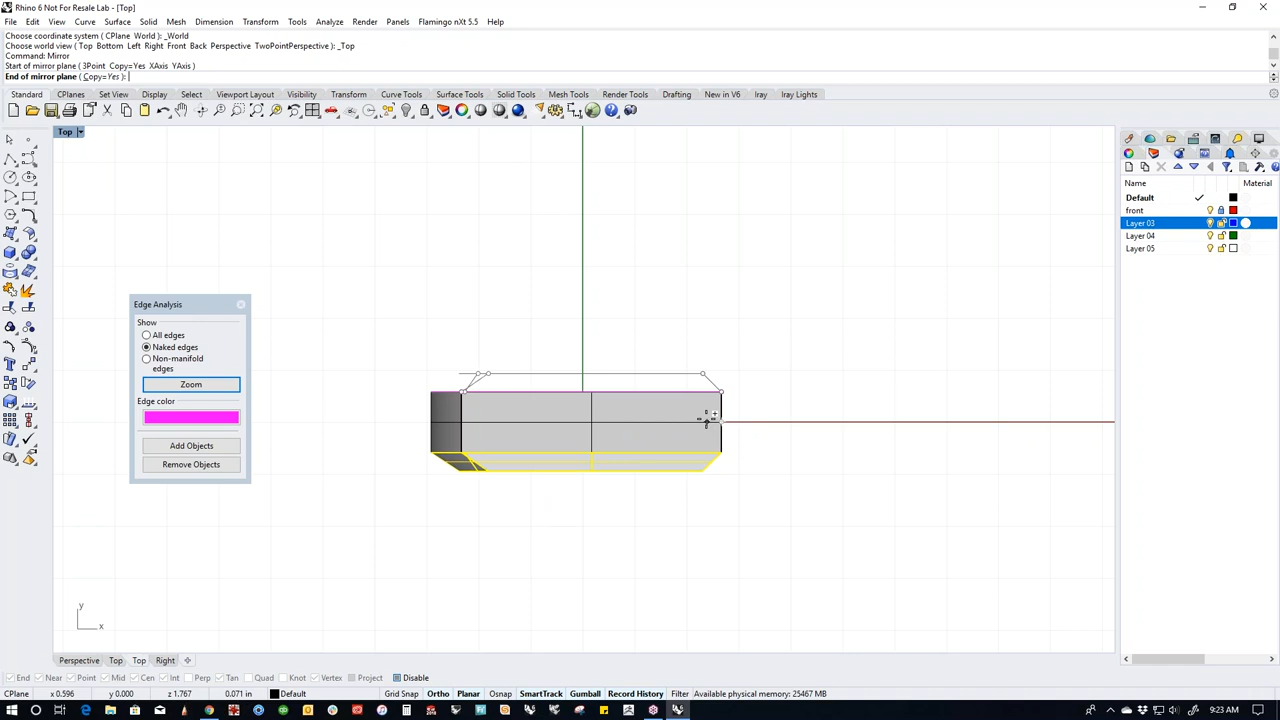 Rhino 6 Not For Resale Lab - [Top]
File Edit View Curve Surface Solid Mesh Dimension Transform Tools Analyze Render Panels Flamingo nXt 5.5 Help
Choose coordinate system ( CPlane World ): _World
Choose world view ( Top Bottom Left Right Front Back Perspective TwoPointPerspective ): _Top
Command: Mirror
Start of mirror plane ( 3Point Copy=Yes XAxis YAxis )
End of mirror plane ( Copy=Yes ):
Standard CPlanes Set View Display Select Viewport Layout Visibility Transform Curve Tools Surface Tools Solid Tools Mesh Tools Render Tools Drafting New in V6 Iray Iray Lights
Top
Name Material
Default
front
Layer 03
Layer 04
Layer 05
Edge Analysis
Show
All edges
Naked edges
Non-manifold
edges
Zoom
Edge color
Add Objects
Remove Objects
y
x
Perspective Top Top Right
End Near Point Mid Cen Int Perp Tan Quad Knot Vertex Project Disable
CPlane x 0.596 y 0.000 z 1.767 0.071 in Default Grid Snap Ortho Planar Osnap SmartTrack Gumball Record History Filter Available physical memory: 25467 MB
9:23 AM